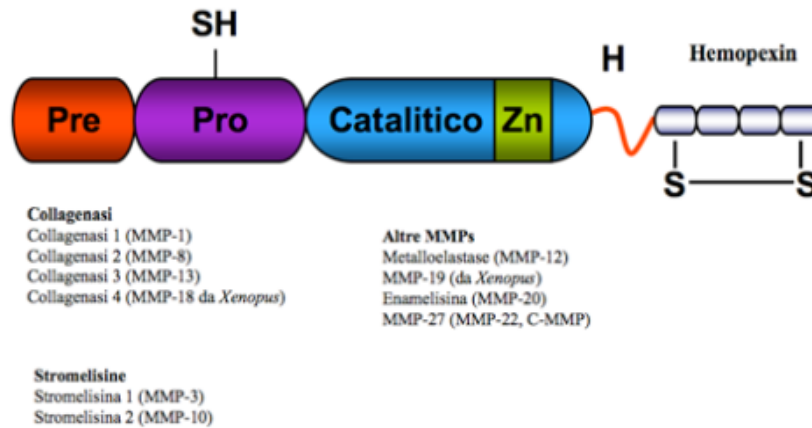 SH
H
Hemopexin
Pre
Pro
Catalitico
Zn
S
S
Collagenasi
Collagenasi 1 (MMP-1)
Collagenasi 2 (MMP-8)
Collagenasi 3 (MMP-13)
Collagenasi 4 (MMP-18 da Xenopus)
Altre MMPs
Metalloelastase (MMP-12)
MMP-19 (da Xenopus)
Enamelisina (MMP-20)
MMP-27 (MMP-22, C-MMP)
Stromelisine
Stromelisina 1 (MMP-3)
Stromelisina 2 (MMP-10)